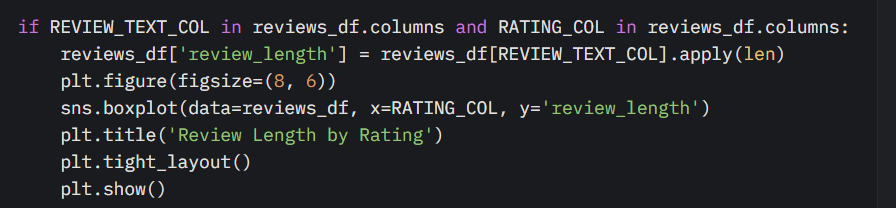 if REVIEW_TEXT_COL in reviews_df.columns and RATING_COL in reviews_df.columns:
    reviews_df['review_length'] = reviews_df[REVIEW_TEXT_COL].apply(len)
    plt.figure(figsize=(8, 6))
    sns.boxplot(data=reviews_df, x=RATING_COL, y='review_length')
    plt.title('Review Length by Rating')
    plt.tight_layout()
    plt.show()